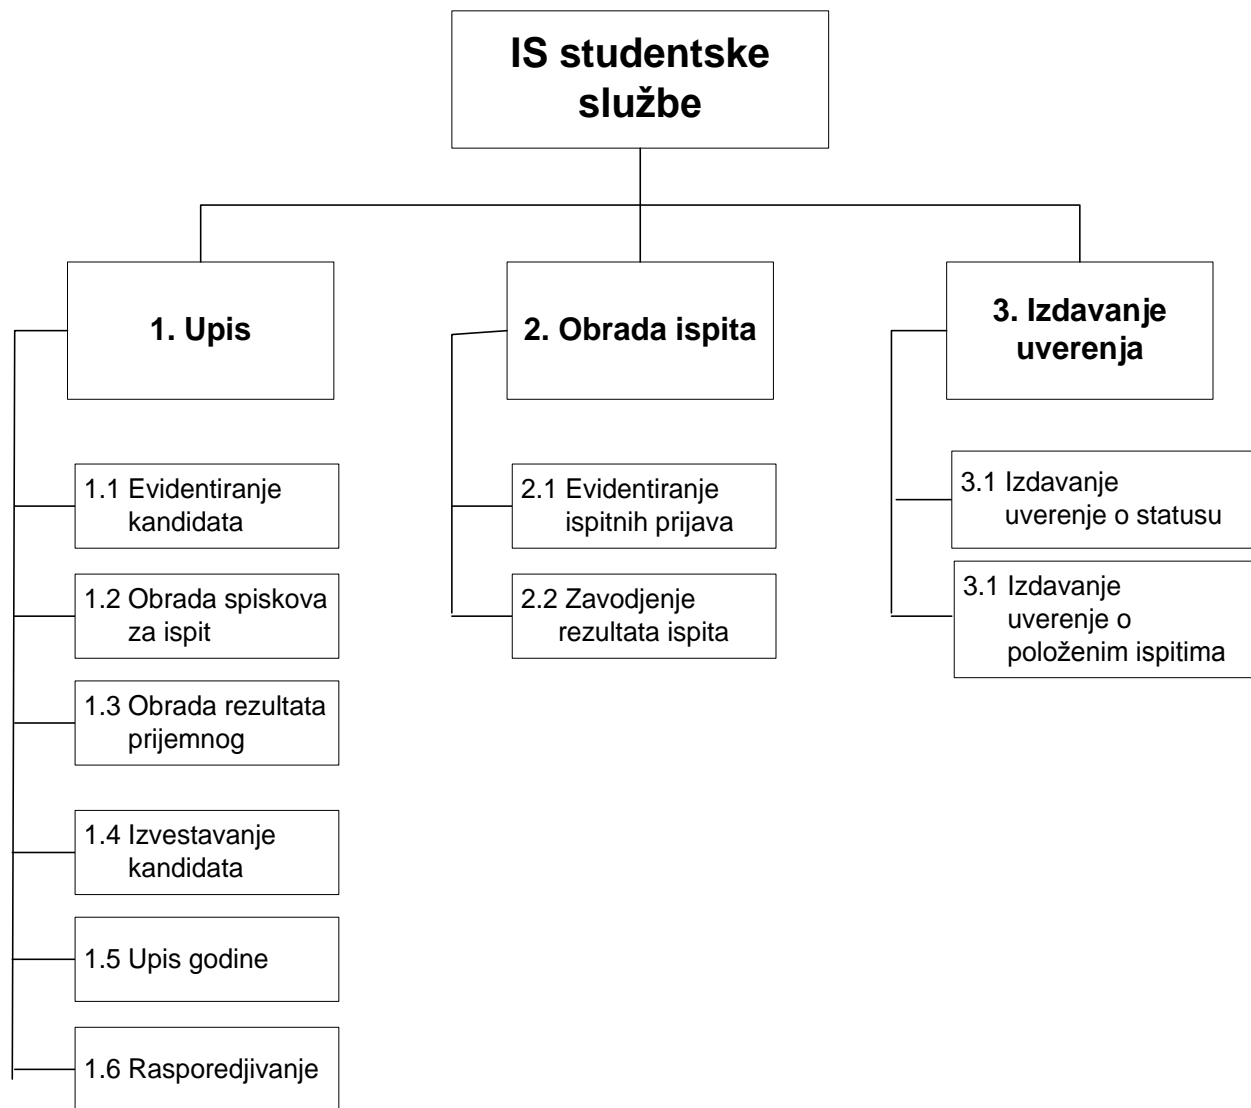 IS studentske
službe
1. Upis
2. Obrada ispita
3. Izdavanje
uverenja
1.1 Evidentiranje
kandidata
1.2 Obrada spiskova
za ispit
1.3 Obrada rezultata
prijemnog
1.4 Izvestavanje
kandidata
1.5 Upis godine
1.6 Rasporedjivanje
2.1 Evidentiranje
ispitnih prijava
2.2 Zavodjenje
rezultata ispita
3.1 Izdavanje
uverenje o statusu
3.1 Izdavanje
uverenje o
položenim ispitima